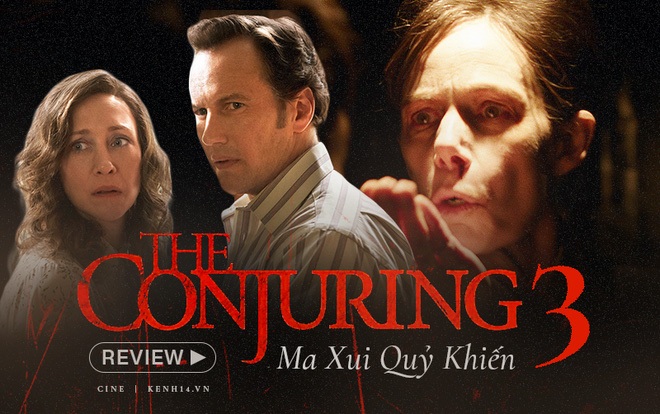 THE
CONJURING 3
REVIEW
Ma Xui Quỷ Khiến
CINE | KENH14.VN